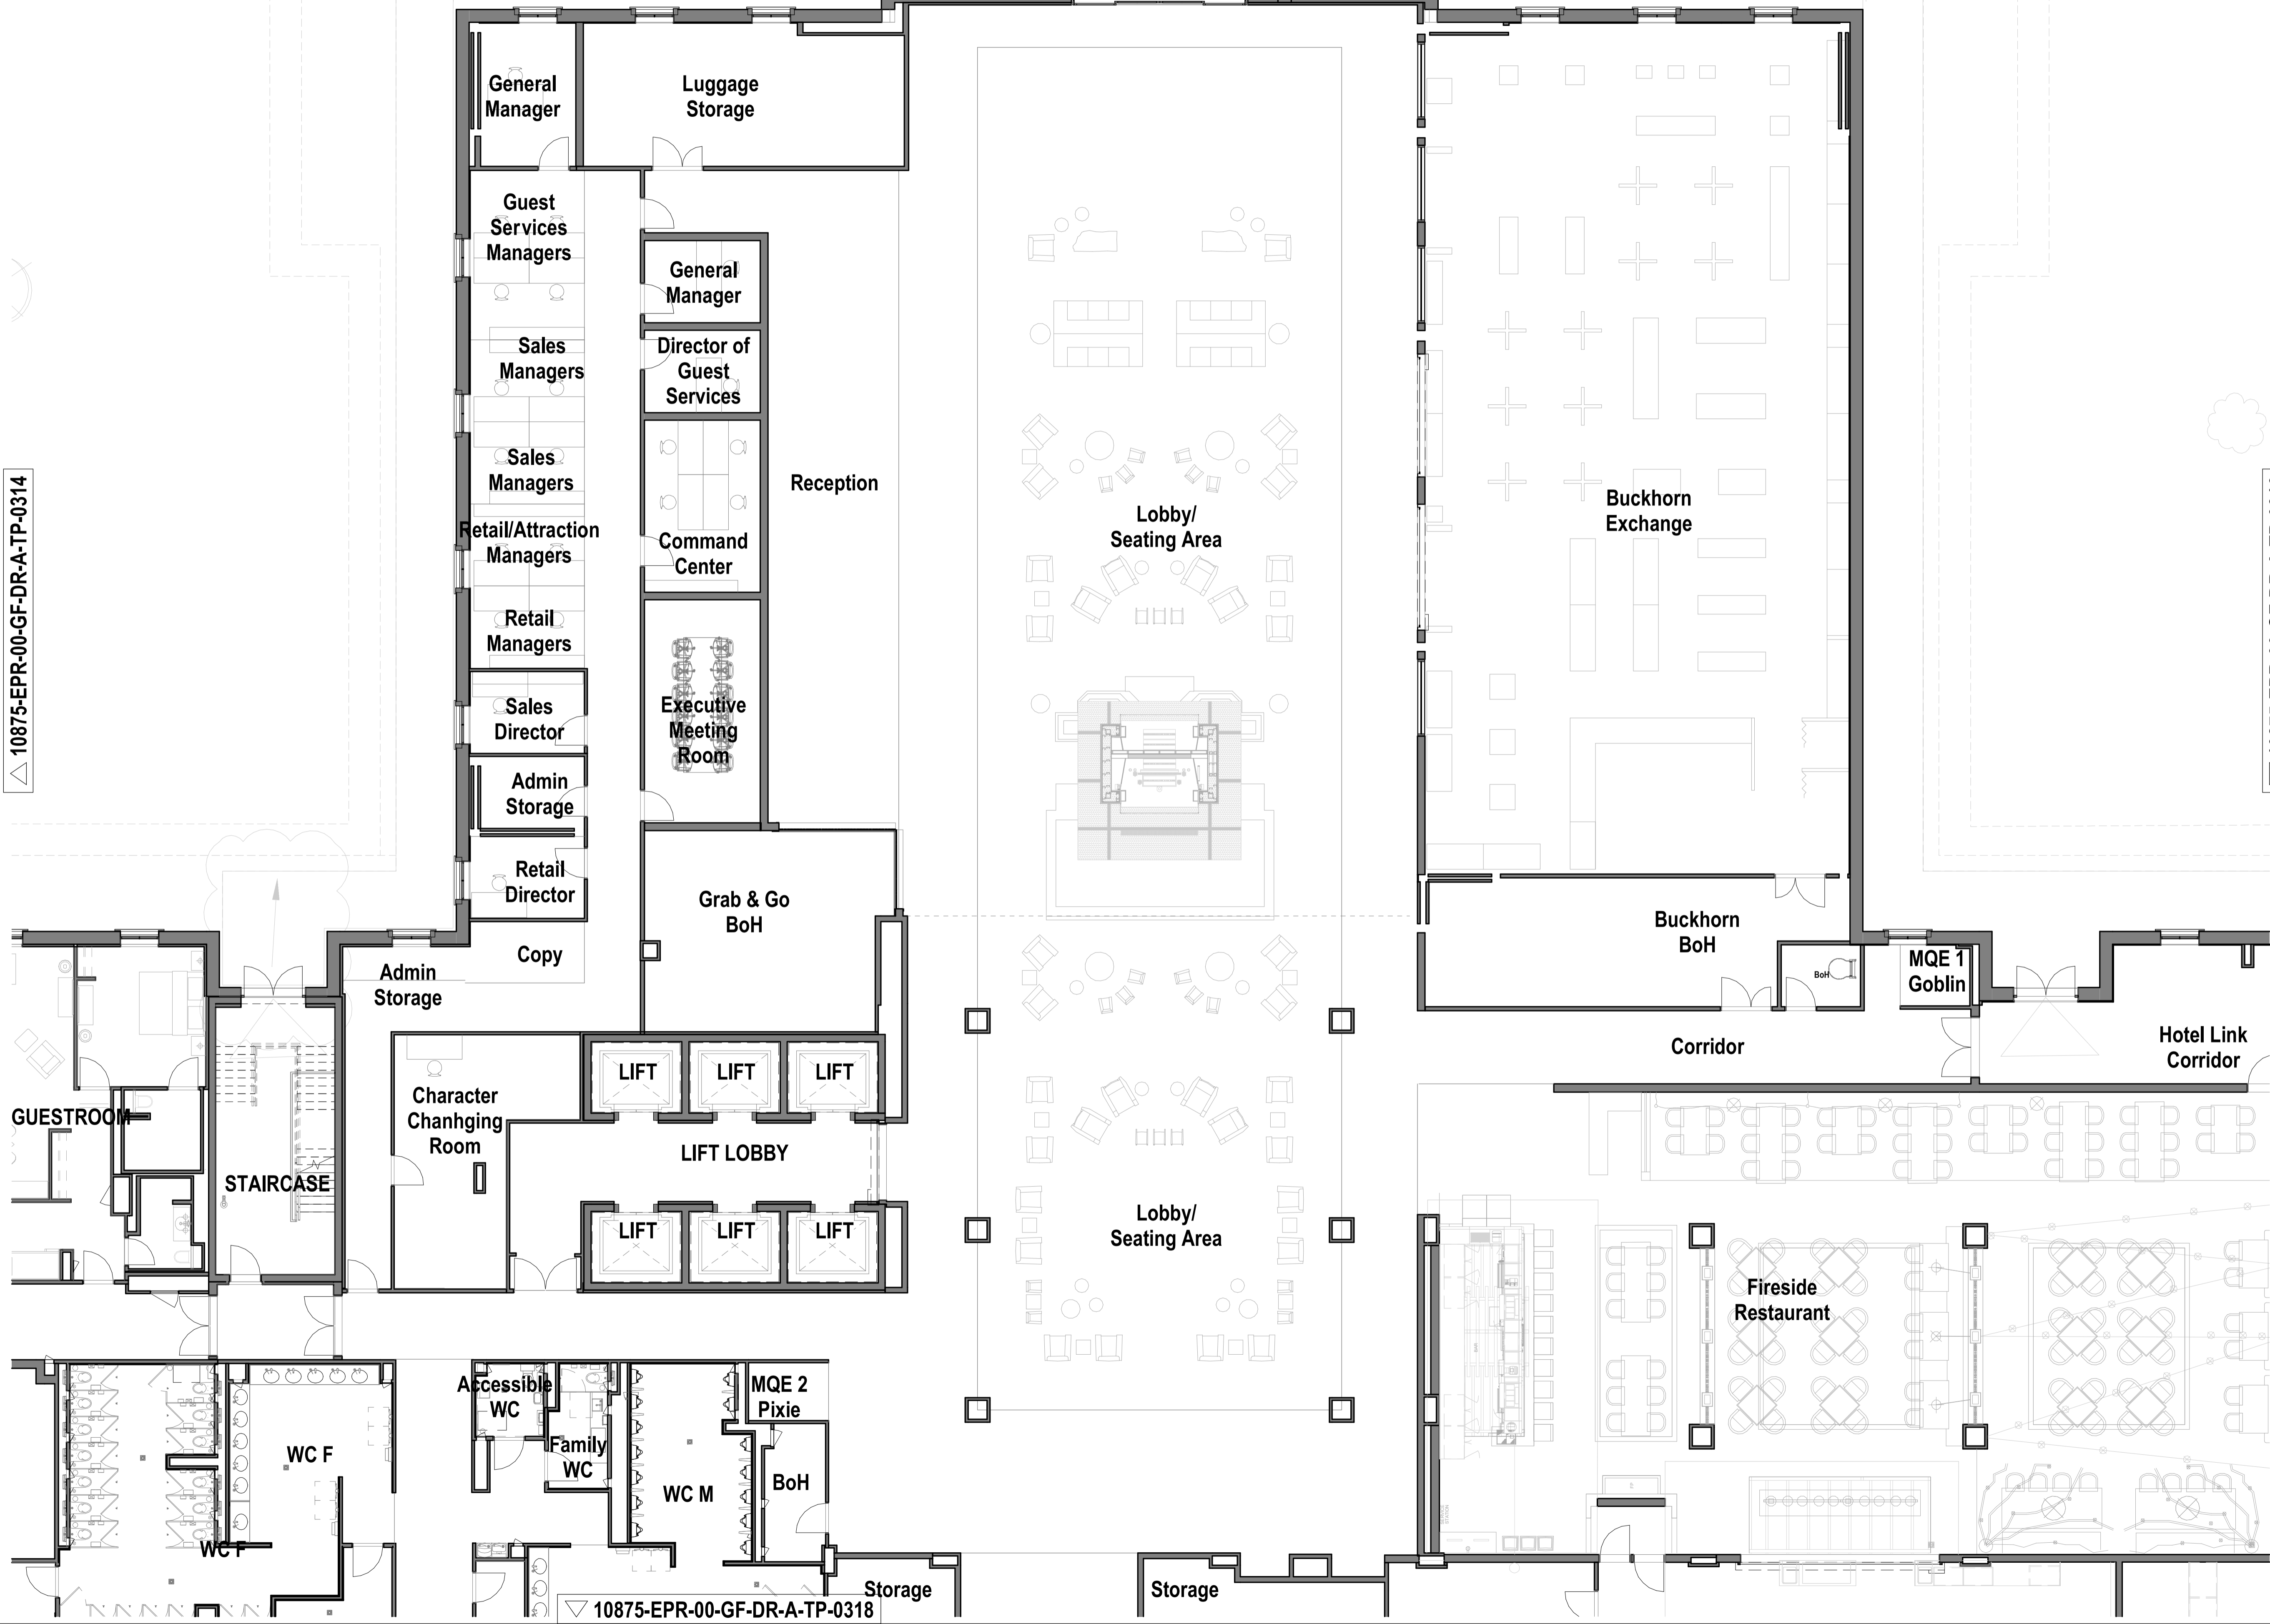 General
Manager
Luggage
Storage
Guest
Services
Managers
General
Manager
Sales
Managers
Director of
Guest
Services
Sales
Managers
Reception
Retail/Attraction
Managers
Command
Center
Lobby/
Seating Area
Buckhorn
Exchange
10875-EPR-00-GF-DR-A-TP-0314
Retail
Managers
Sales
Director
Executive
Meeting
Room
Admin
Storage
Retail
Director
Grab & Go
BoH
Copy
Admin
Storage
Buckhorn
BoH
BoH
MQE 1
Goblin
Corridor
Hotel Link
Corridor
GUESTROOM
STAIRCASE
Character
Chanhging
Room
LIFT
LIFT
LIFT
LIFT LOBBY
LIFT
LIFT
LIFT
Lobby/
Seating Area
Fireside
Restaurant
Accessible
WC
MQE 2
Pixie
WC F
Family
WC
WC M
BoH
WC F
Storage
Storage
10875-EPR-00-GF-DR-A-TP-0318